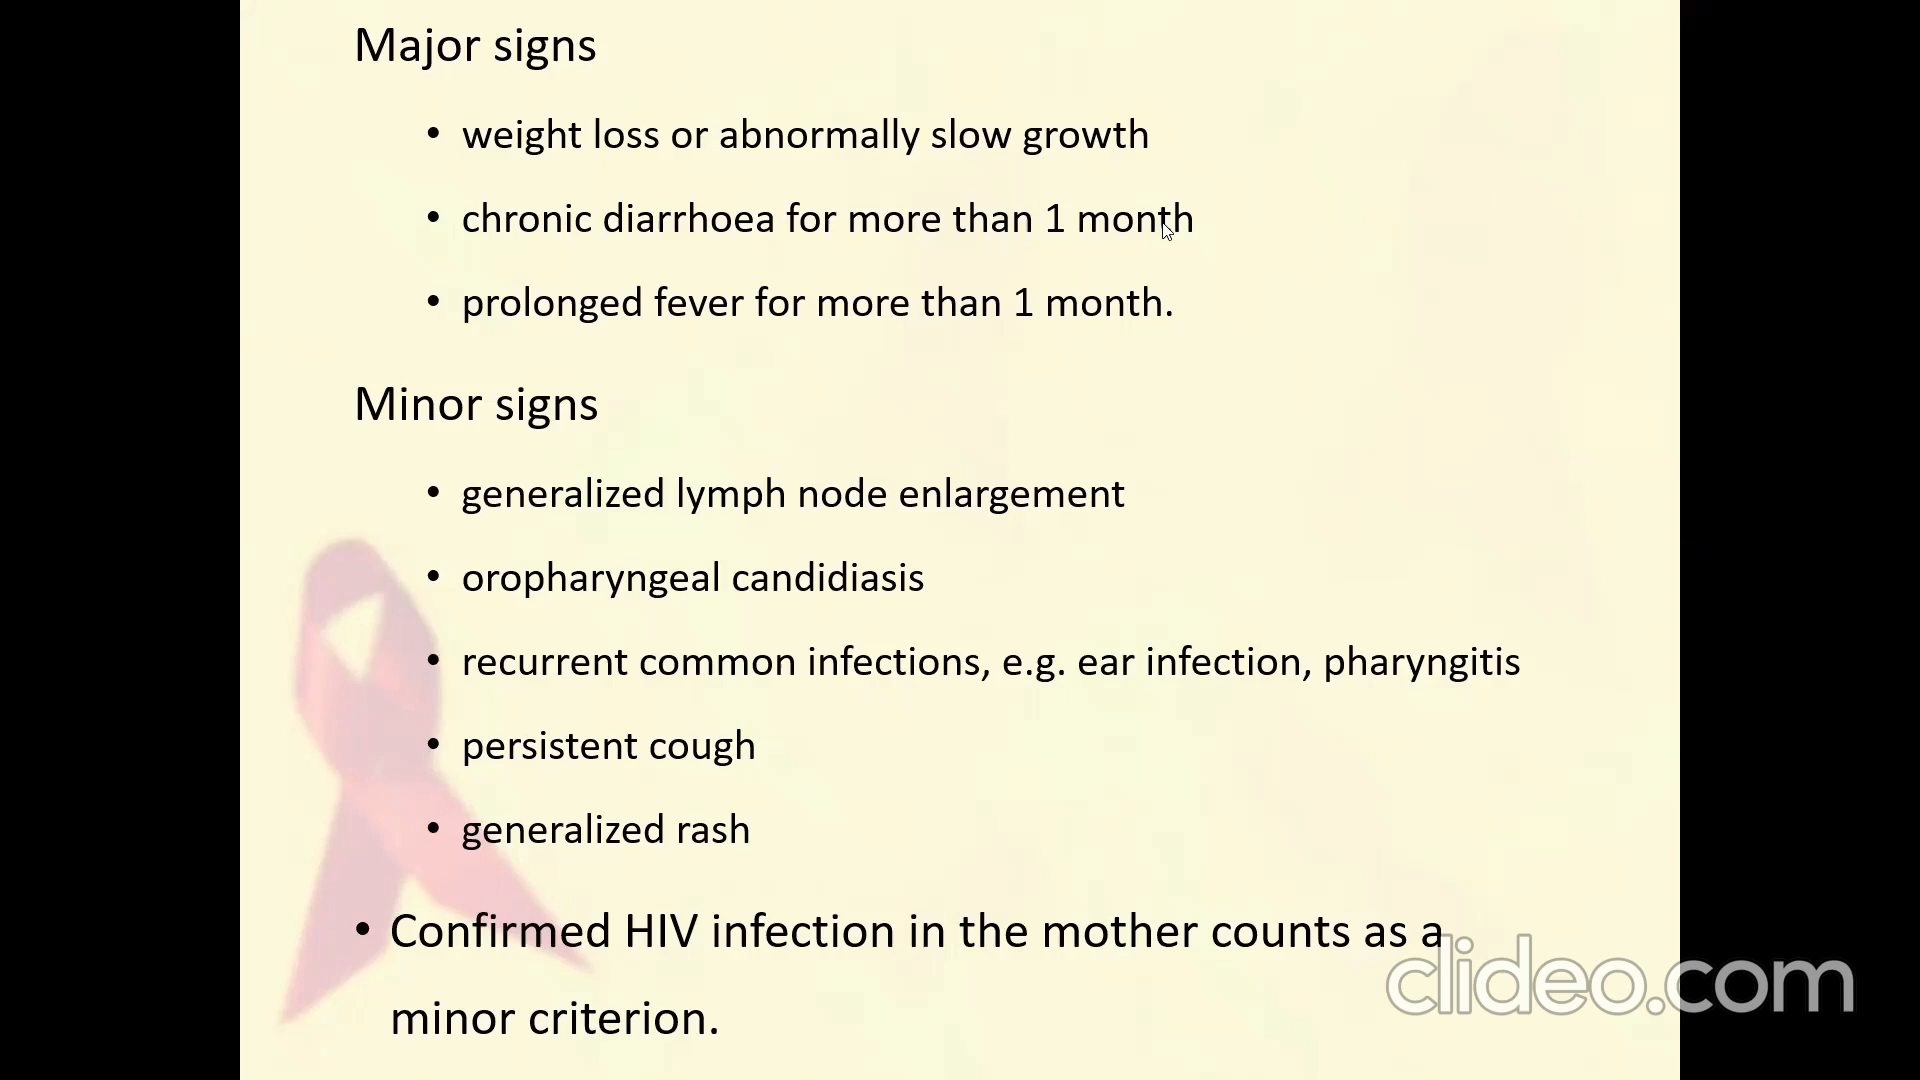 Major signs
• weight loss or abnormally slow growth
• chronic diarrhoea for more than 1 month
• prolonged fever for more than 1 month.
Minor signs
• generalized lymph node enlargement
• oropharyngeal candidiasis
• recurrent common infections, e.g. ear infection, pharyngitis
• persistent cough
• generalized rash
• Confirmed HIV infection in the mother counts as a
minor criterion.
clideo.com